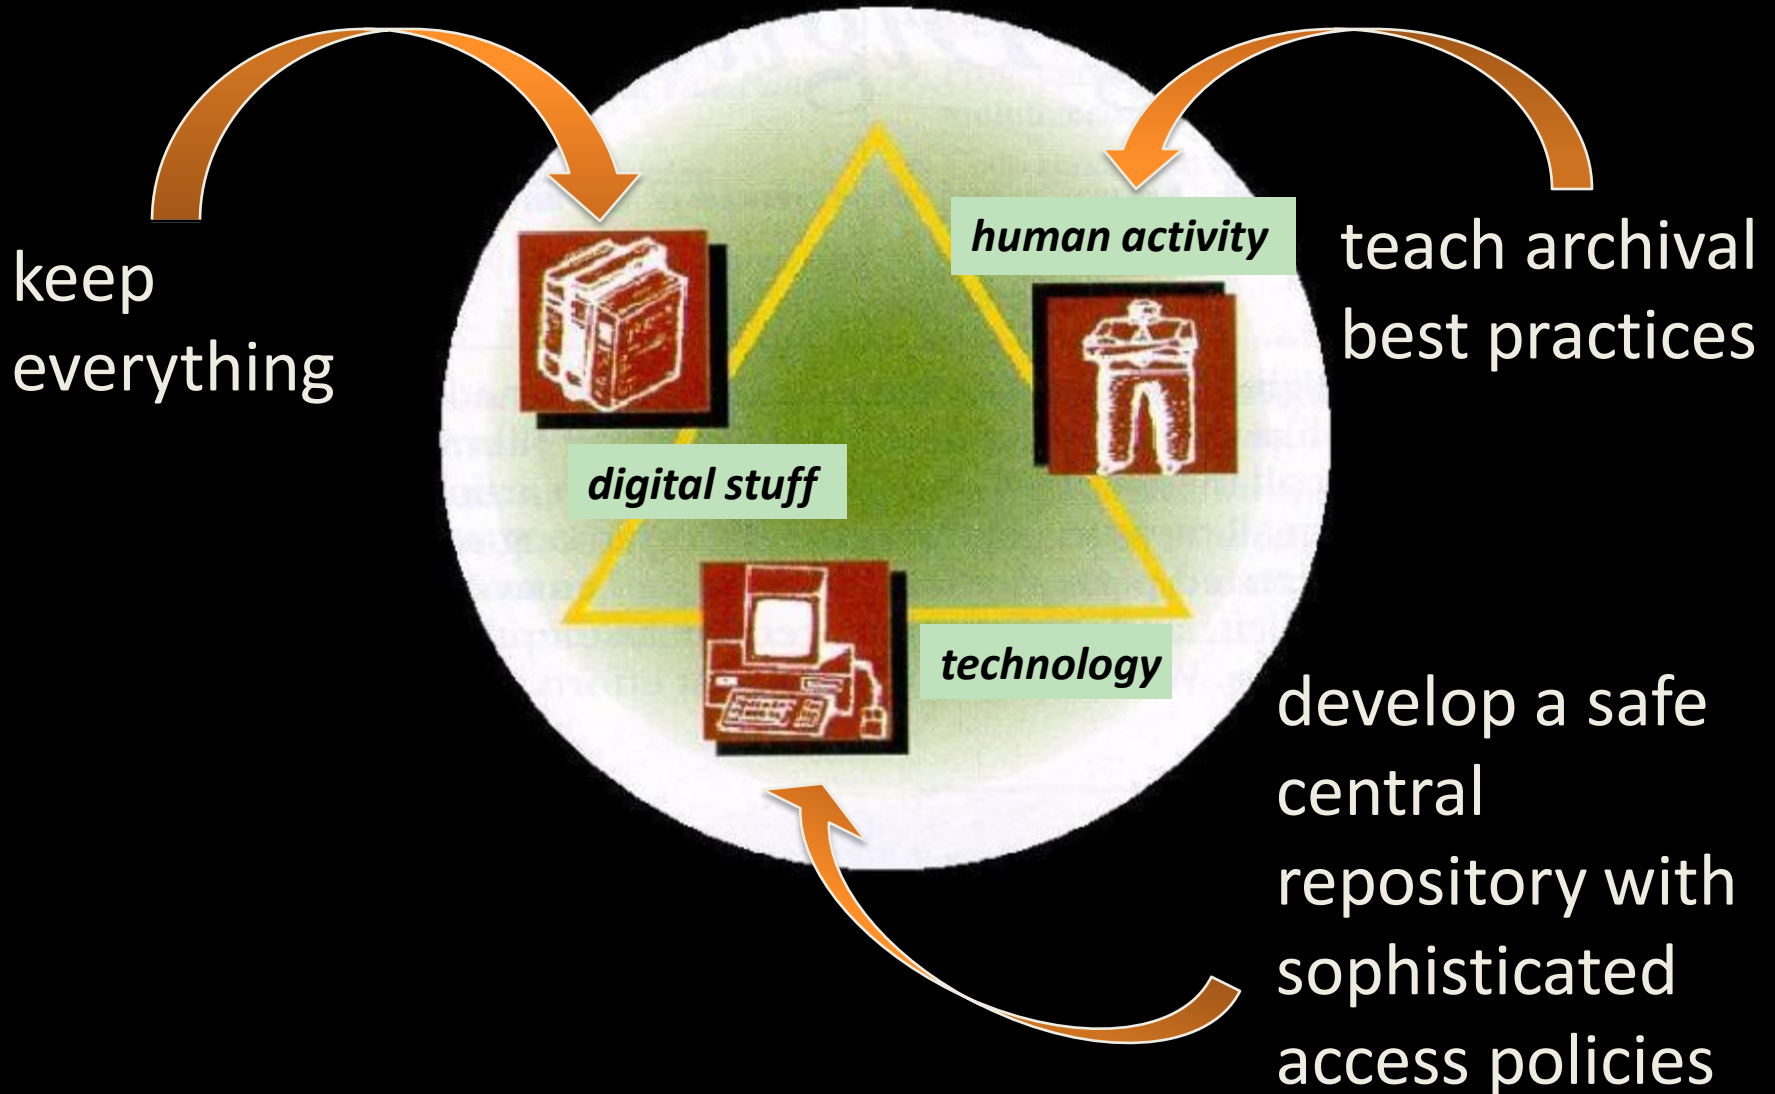 keep
everything
human activity
teach archival
best practices
digital stuff
technology
develop a safe
central
repository with
sophisticated
access policies